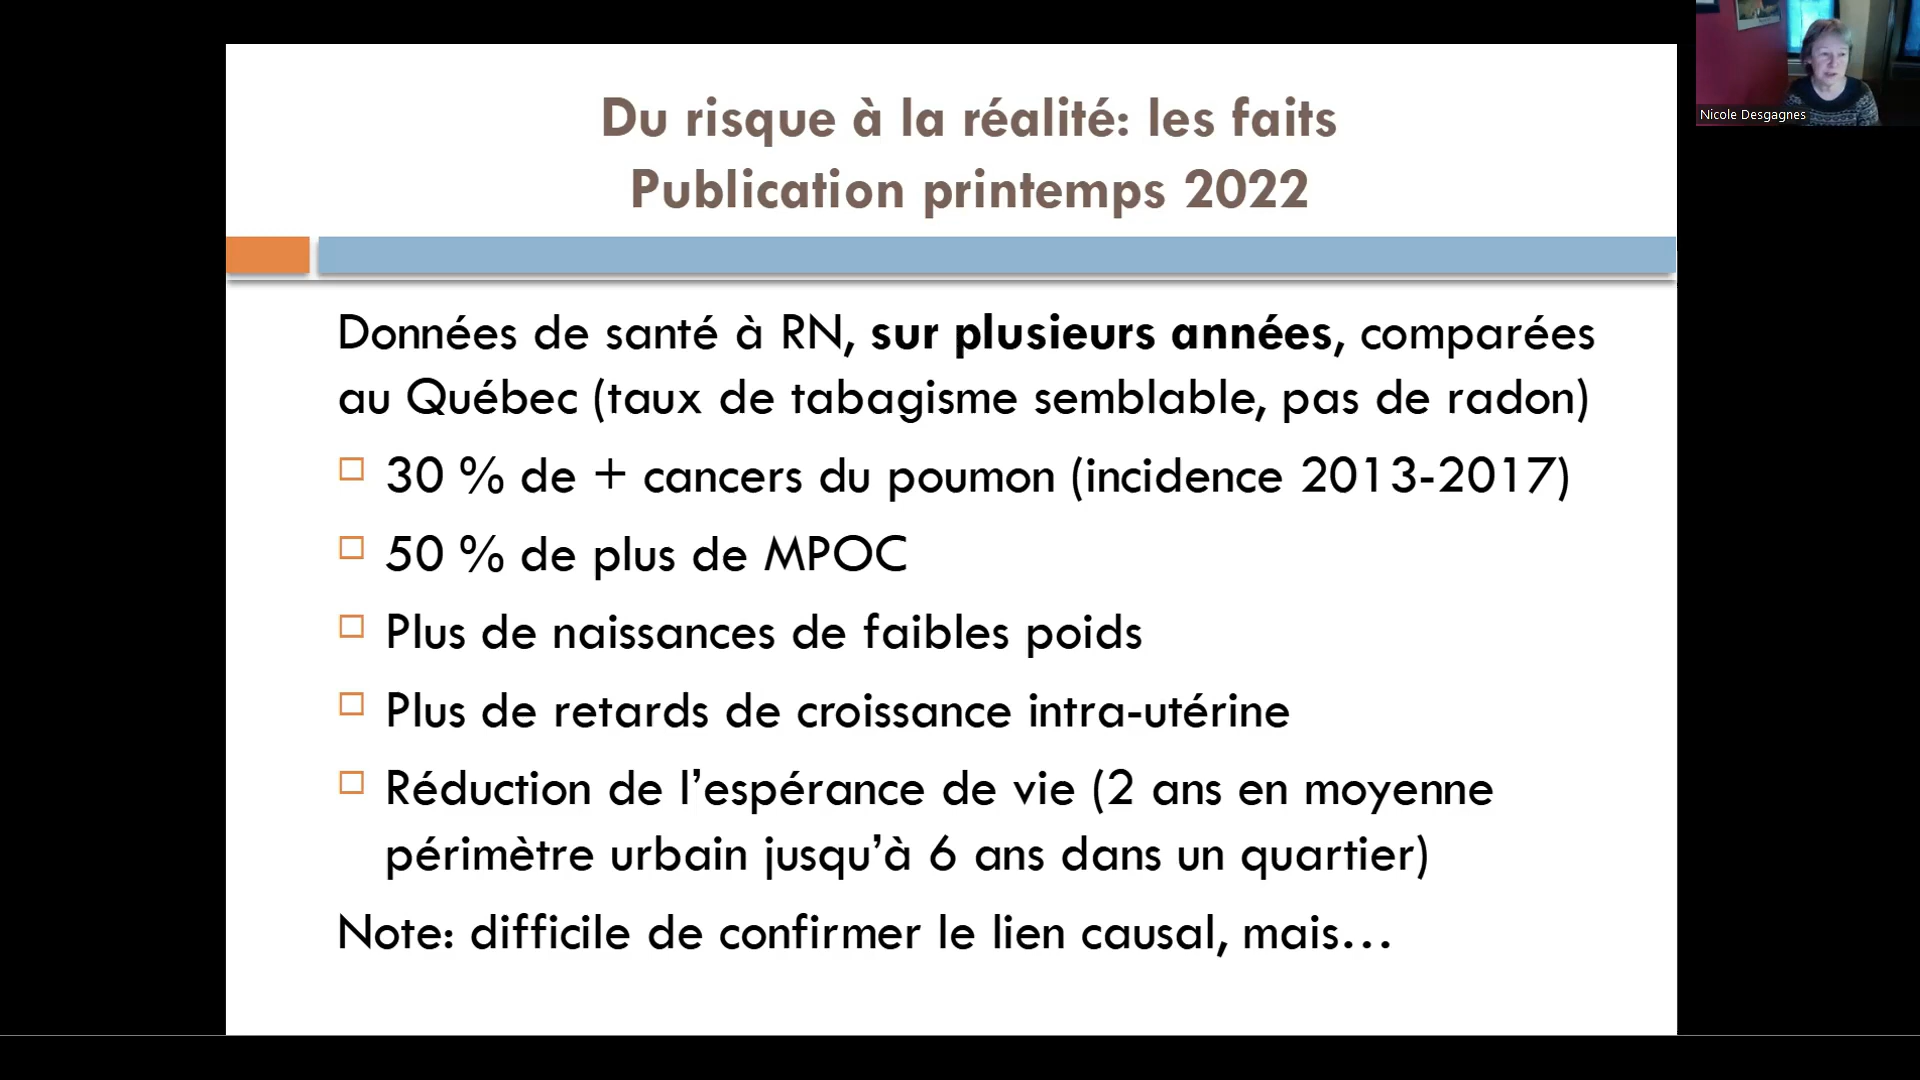 Du risque à la réalité: les faits
Publication printemps 2022
Nicole Desgagnes
Données de santé à RN, sur plusieurs années, comparées
au Québec (taux de tabagisme semblable, pas de radon)
30 % de + cancers du poumon (incidence 2013-2017)
50 % de plus de MPOC
Plus de naissances de faibles poids
Plus de retards de croissance intra-utérine
Réduction de l’espérance de vie (2 ans en moyenne
périmètre urbain jusqu’à 6 ans dans un quartier)
Note: difficile de confirmer le lien causal, mais…